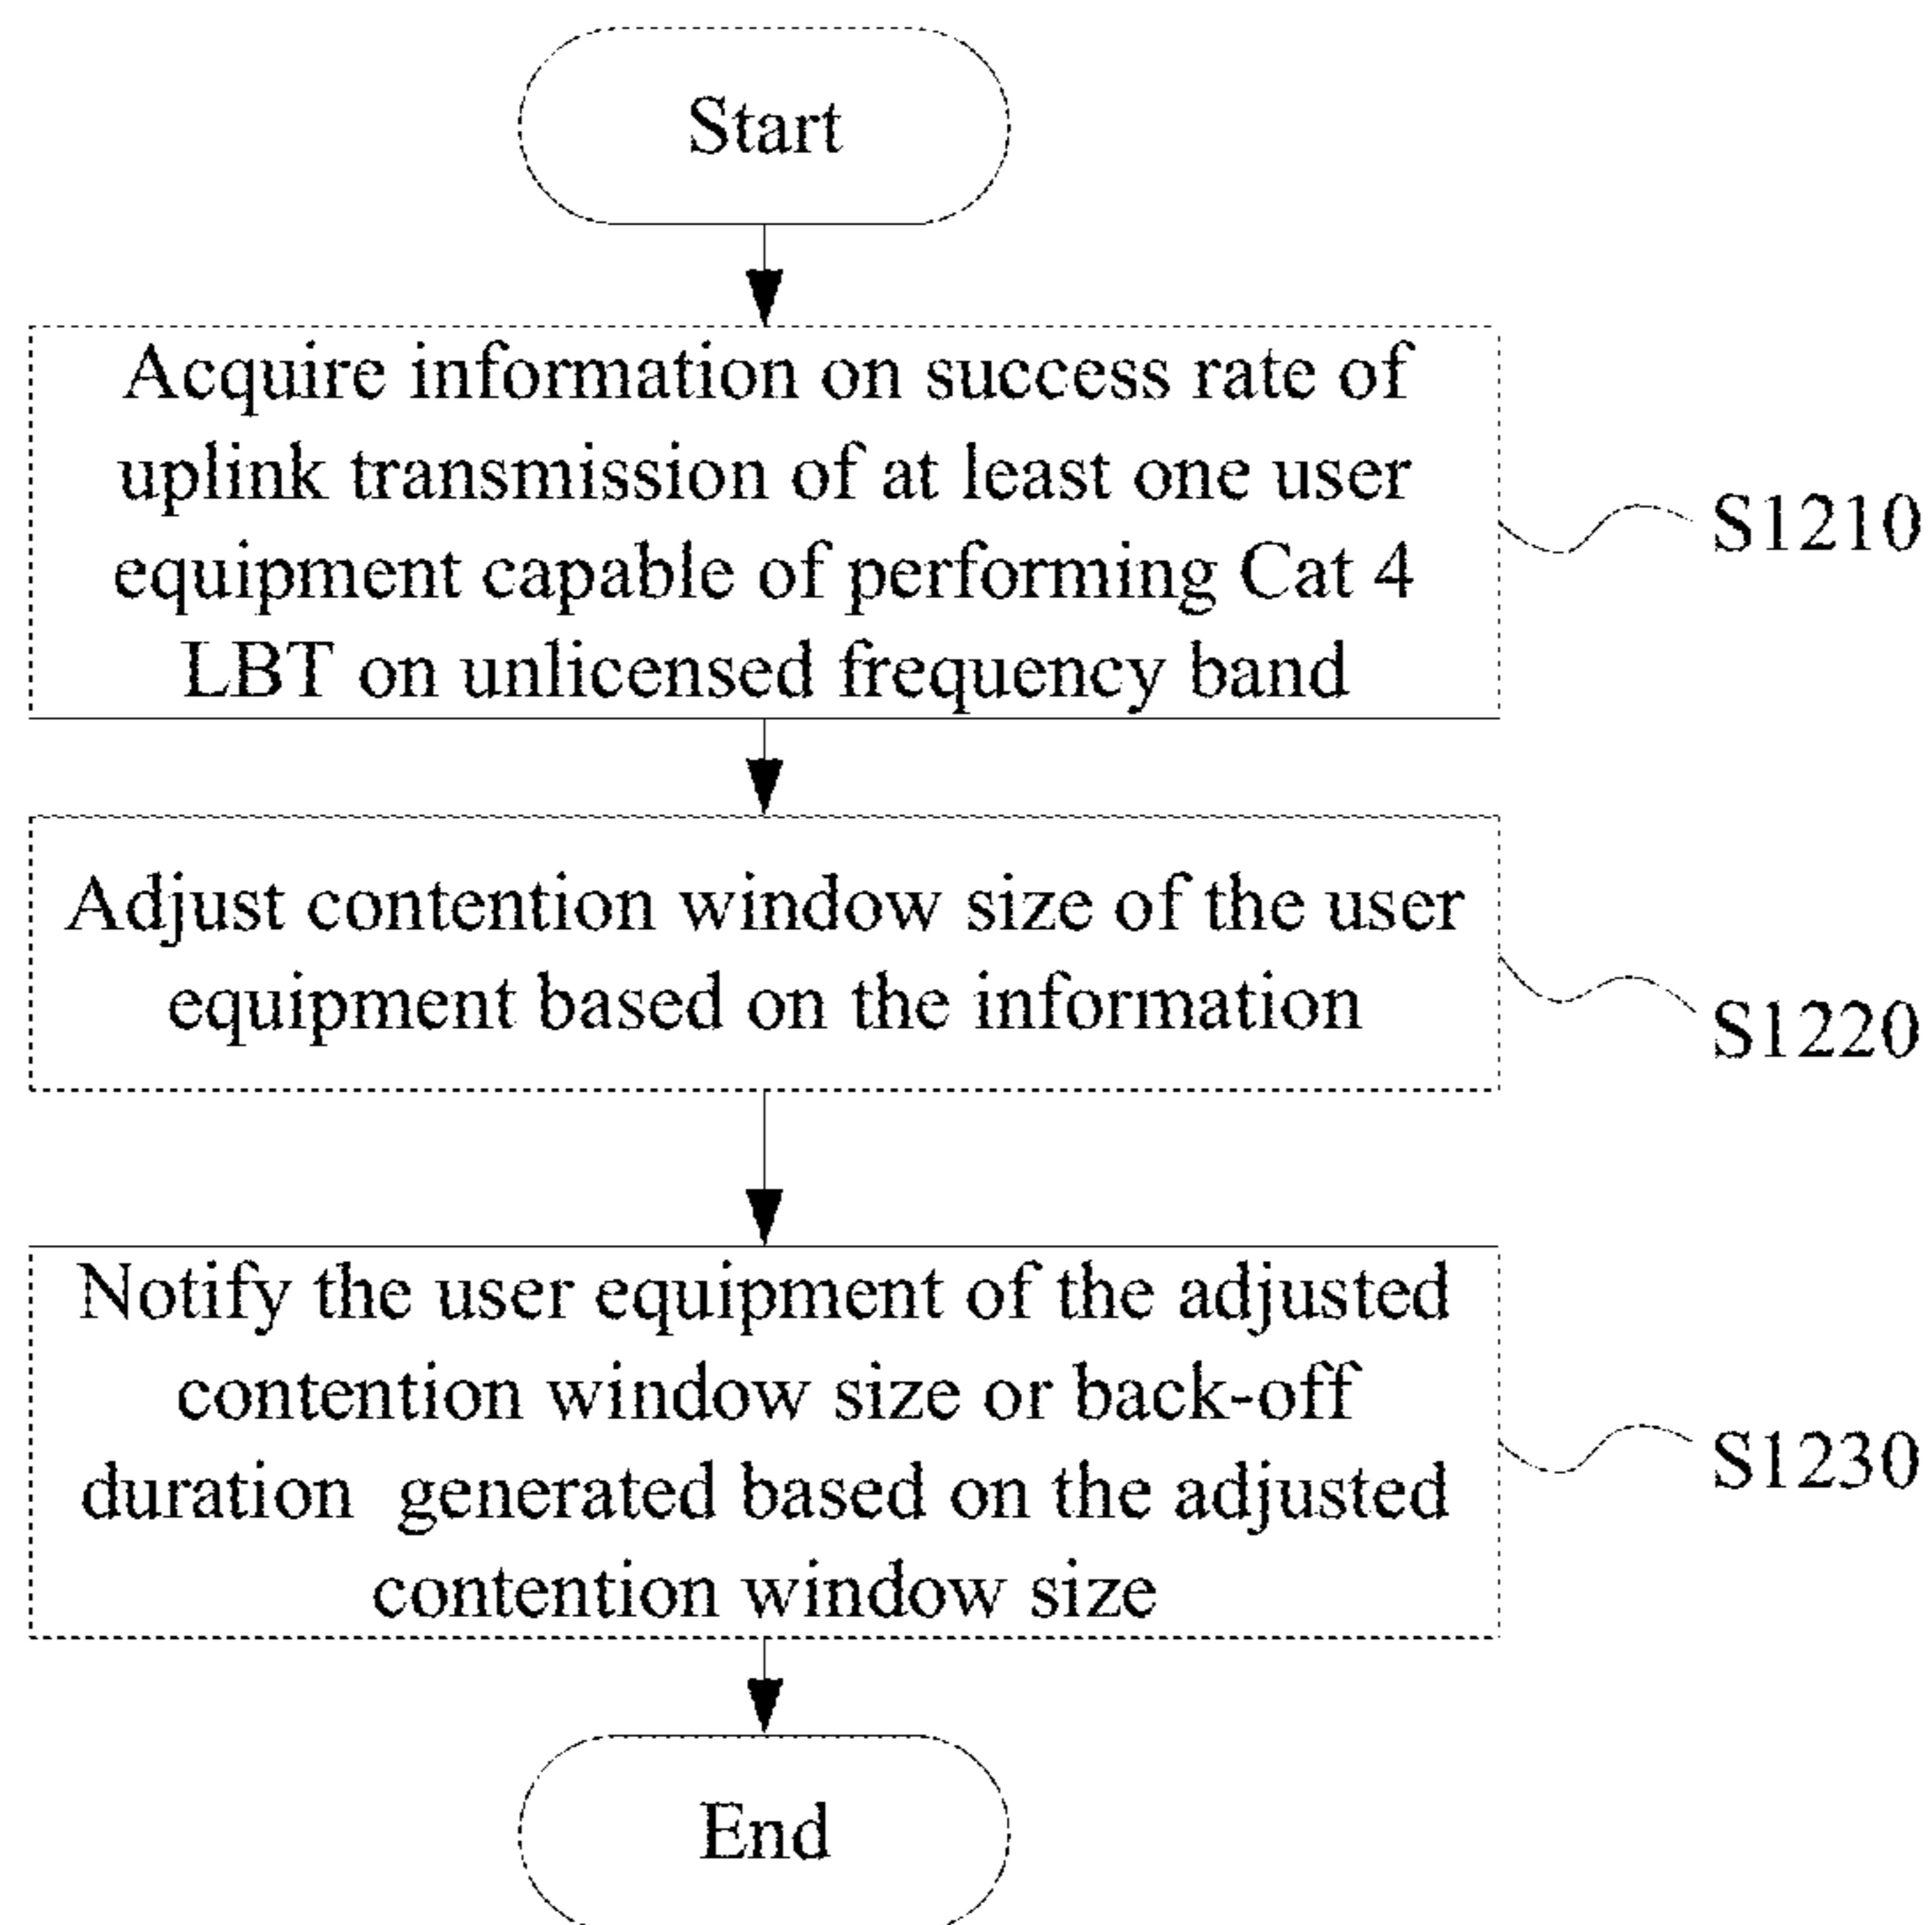 Start
Acquire information on success rate of
uplink transmission of at least one user
equipment capable of performing Cat 4
LBT on unlicensed frequency band
S1210
Adjust contention window size of the user
equipment based on the information
S1220
Notify the user equipment of the adjusted
contention window size or back-off
duration generated based on the adjusted
contention window size
S1230
End